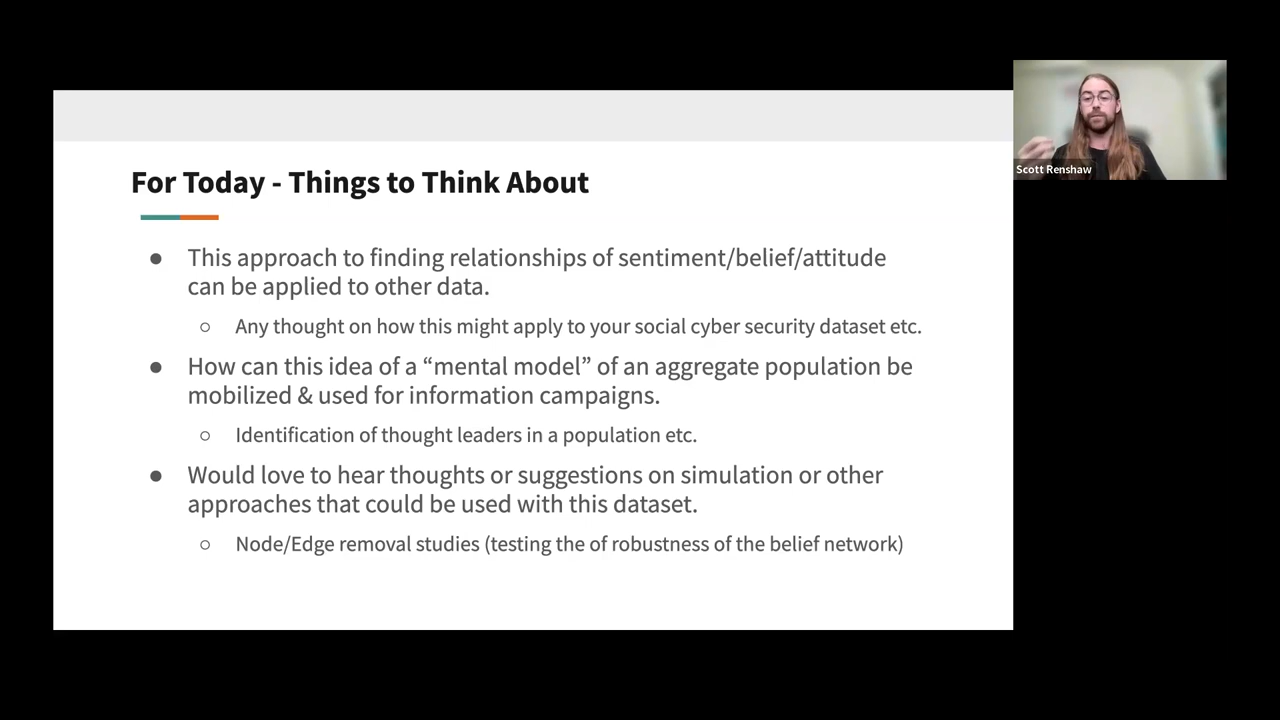 For Today - Things to Think About
● This approach to finding relationships of sentiment/belief/attitude
can be applied to other data.
○ Any thought on how this might apply to your social cyber security dataset etc.
● How can this idea of a “mental model” of an aggregate population be
mobilized & used for information campaigns.
○ Identification of thought leaders in a population etc.
● Would love to hear thoughts or suggestions on simulation or other
approaches that could be used with this dataset.
○ Node/Edge removal studies (testing the of robustness of the belief network)
Scott Renshaw